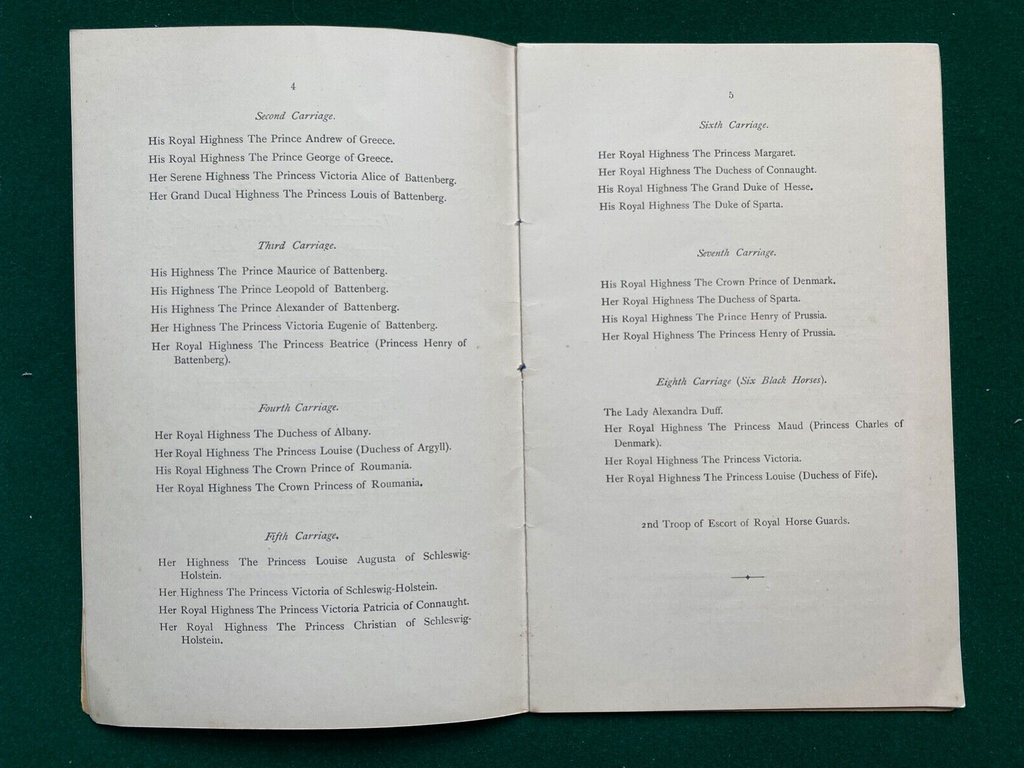 4
Second Carriage.
His Royal Highness The Prince Andrew of Greece.
His Royal Highness The Prince George of Greece.
Her Serene Highness The Princess Victoria Alice of Battenberg.
Her Grand Ducal Highness The Princess Louis of Battenberg.
Third Carriage.
His Highness The Prince Maurice of Battenberg.
His Highness The Prince Leopold of Battenberg.
His Highness The Prince Alexander of Battenberg.
Her Highness The Princess Victoria Eugenie of Battenberg.
Her Royal Highness The Princess Beatrice (Princess Henry of
Battenberg).
Fourth Carriage.
Her Royal Highness The Duchess of Albany.
Her Royal Highness The Princess Louise (Duchess of Argyll).
His Royal Highness The Crown Prince of Roumania.
Her Royal Highness The Crown Princess of Roumania.
Fifth Carriage.
Her Highness The Princess Louise Augusta of Schleswig-
Holstein.
Her Highness The Princess Victoria of Schleswig-Holstein.
Her Royal Highness The Princess Victoria Patricia of Connaught.
Her Royal Highness The Princess Christian of Schleswig-
Holstein.
5
Sixth Carriage.
Her Royal Highness The Princess Margaret.
Her Royal Highness The Duchess of Connaught.
His Royal Highness The Grand Duke of Hesse.
His Royal Highness The Duke of Sparta.
Seventh Carriage.
His Royal Highness The Crown Prince of Denmark.
Her Royal Highness The Duchess of Sparta.
His Royal Highness The Prince Henry of Prussia.
Her Royal Highness The Princess Henry of Prussia.
Eighth Carriage (Six Black Horses).
The Lady Alexandra Duff.
Her Royal Highness The Princess Maud (Princess Charles of
Denmark).
Her Royal Highness The Princess Victoria.
Her Royal Highness The Princess Louise (Duchess of Fife).
2nd Troop of Escort of Royal Horse Guards.